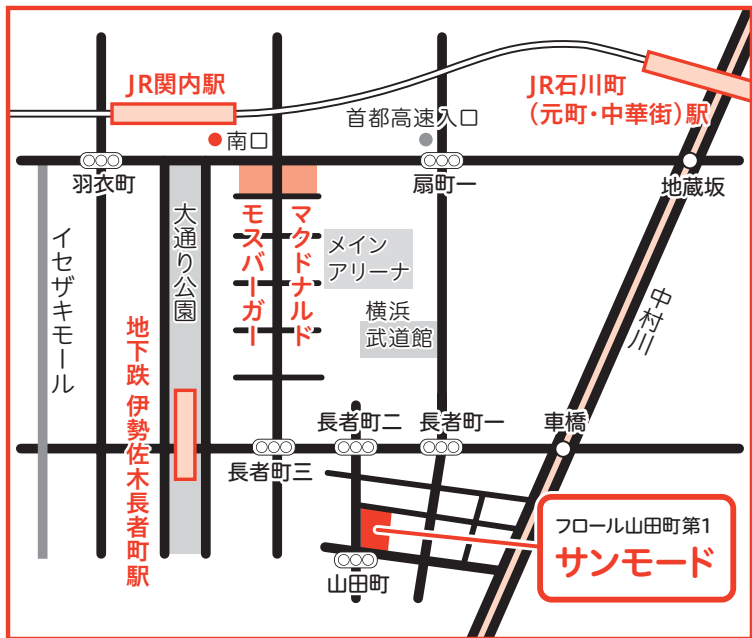 JR関内駅
JR石川町
(元町・中華街)駅
首都高速入口
南口
羽衣町
扇町一
地蔵坂
イセザキモール
大通り公園
モスバーガー
マクドナルド
メイン
アリーナ
横浜
武道館
中村川
地下鉄 伊勢佐木長者町駅
長者町三
長者町二
長者町一
車橋
フロール山田町第1
サンモード
山田町